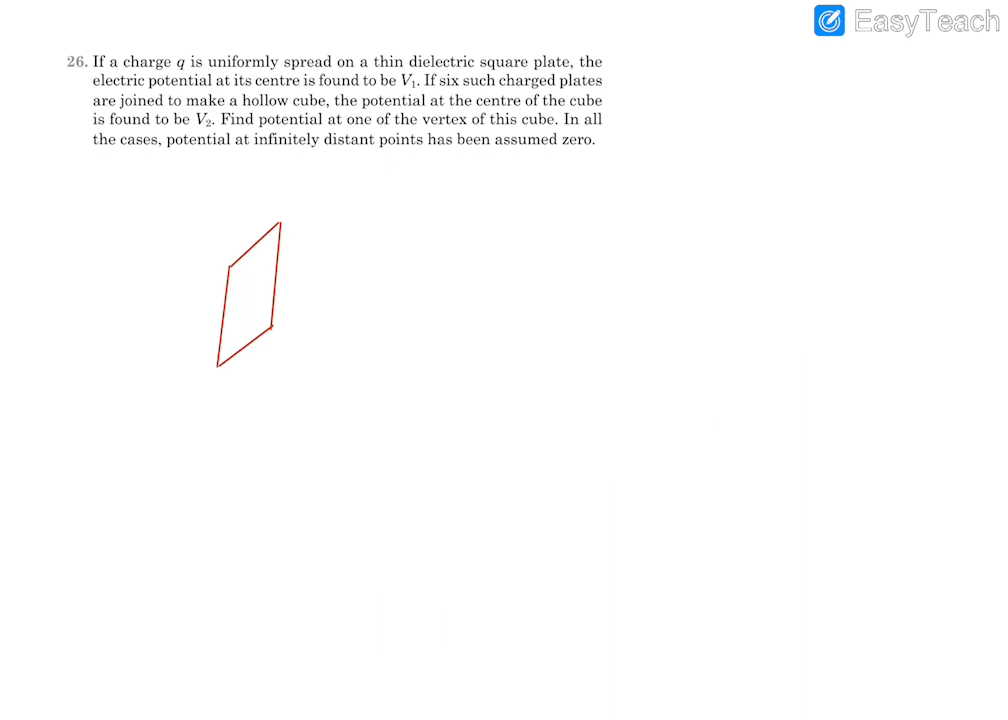 EasyTeach
26. If a charge q is uniformly spread on a thin dielectric square plate, the
electric potential at its centre is found to be V₁. If six such charged plates
are joined to make a hollow cube, the potential at the centre of the cube
is found to be V₂. Find potential at one of the vertex of this cube. In all
the cases, potential at infinitely distant points has been assumed zero.